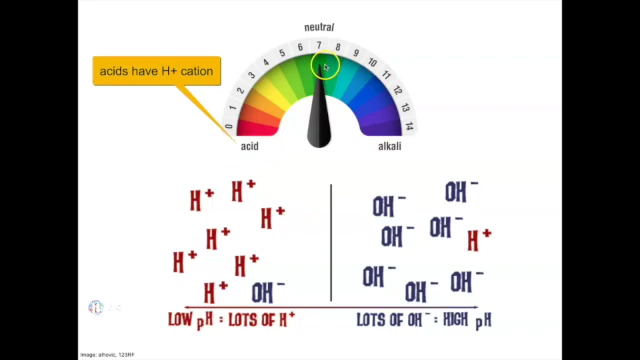 neutral
acids have H+ cation
0 1 2 3 4 5 6 7 8 9 10 11 12 13 14
acid
alkali
H+ H+ H+ H+ H+ H+ H+ OH-
OH- OH- OH- OH- H+ OH- OH- OH-
LOW pH = LOTS OF H+
LOTS OF OH- = HIGH pH
Image: afrovic, 123RF